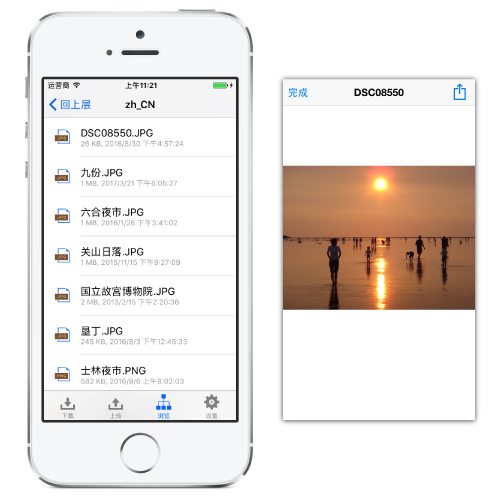 运营商 上午11:21
回上层 zh_CN
DSC08550.JPG
26 KB, 2016/8/30 下午4:57:24
九份.JPG
1 MB, 2017/3/21 下午6:05:27
六合夜市.JPG
1 MB, 2016/1/26 下午3:41:02
关山日落.JPG
1 MB, 2015/11/15 下午9:27:09
国立故宫博物院.JPG
2 MB, 2013/2/15 下午2:20:36
垦丁.JPG
245 KB, 2016/8/3 下午12:45:33
士林夜市.PNG
582 KB, 2016/9/6 上午8:02:03
下载 上传 浏览 设置
完成 DSC08550